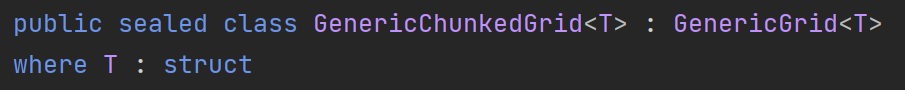 public sealed class GenericChunkedGrid<T> : GenericGrid<T>
where T : struct